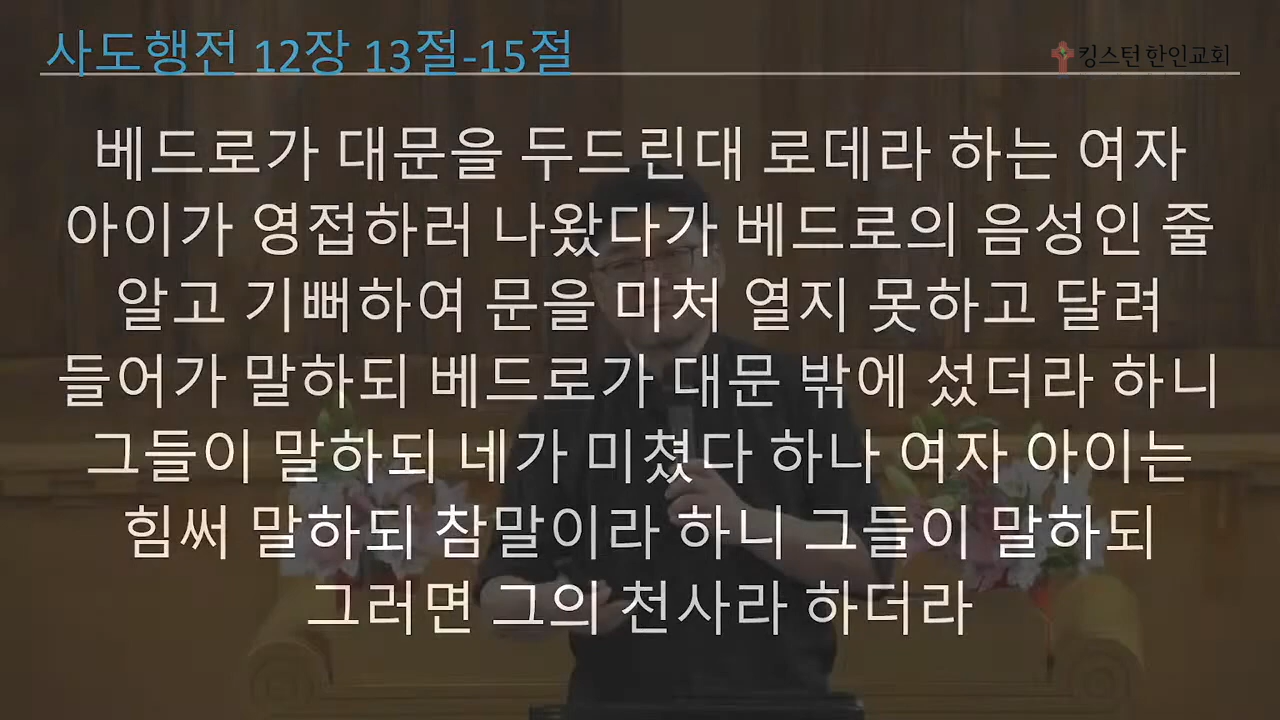 사도행전 12장 13절-15절
킹스턴한인교회
베드로가 대문을 두드린대 로데라 하는 여자
아이가 영접하러 나왔다가 베드로의 음성인 줄
알고 기뻐하여 문을 미처 열지 못하고 달려
들어가 말하되 베드로가 대문 밖에 섰더라 하니
그들이 말하되 네가 미쳤다 하나 여자 아이는
힘써 말하되 참말이라 하니 그들이 말하되
그러면 그의 천사라 하더라